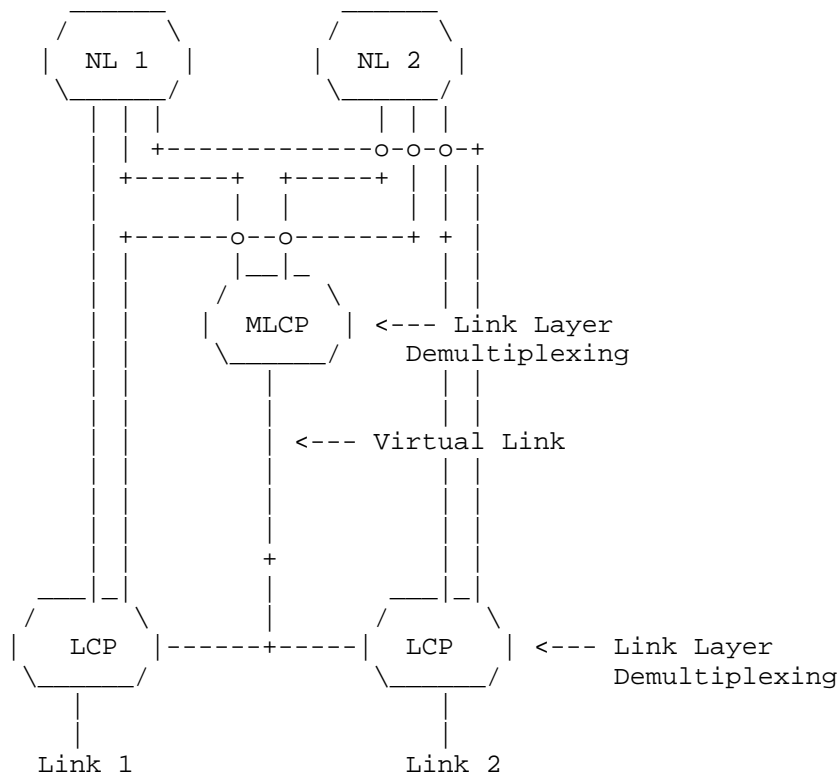 NL 1 NL 2
MLCP <--- Link Layer
Demultiplexing
<--- Virtual Link
LCP LCP <--- Link Layer
Demultiplexing
Link 1 Link 2